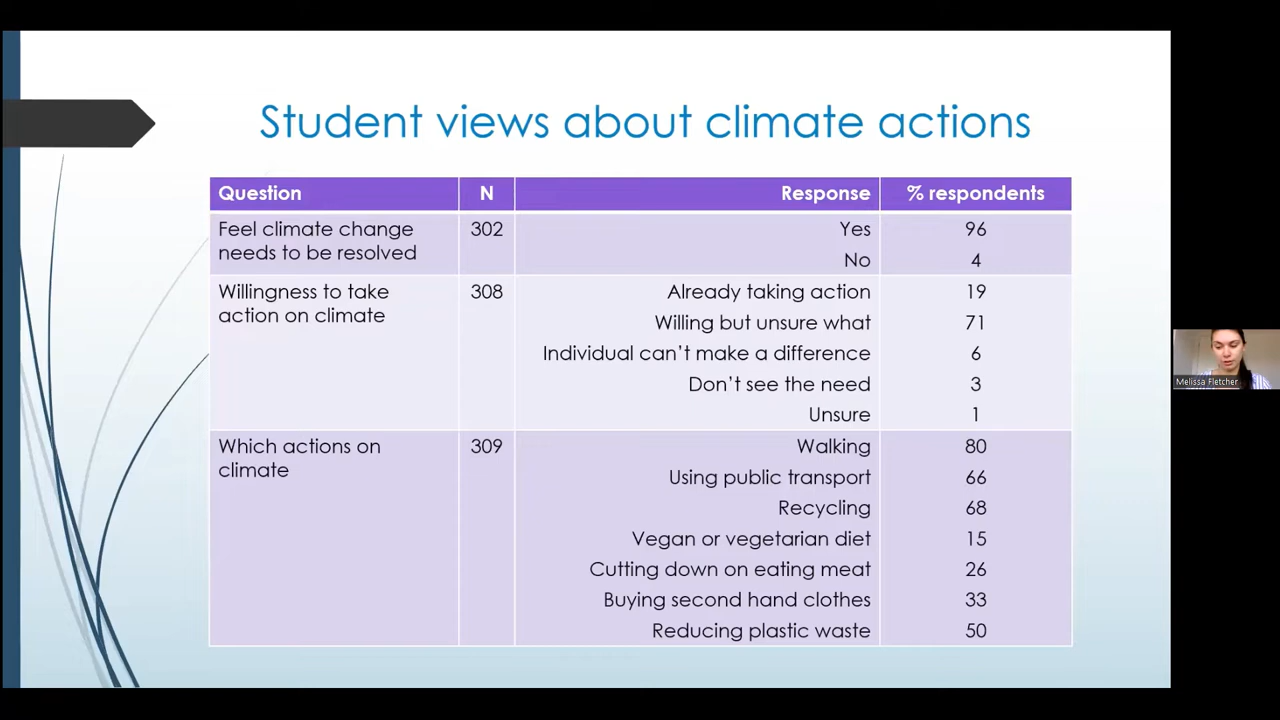 Student views about climate actions
Question N Response % respondents
Feel climate change 302 Yes 96
needs to be resolved
No 4
Willingness to take 308 Already taking action 19
action on climate
Willing but unsure what 71
Individual can't make a difference 6
Don't see the need 3
Unsure 1
Which actions on 309 Walking 80
climate
Using public transport 66
Recycling 68
Vegan or vegetarian diet 15
Cutting down on eating meat 26
Buying second hand clothes 33
Reducing plastic waste 50
Melissa Fletcher